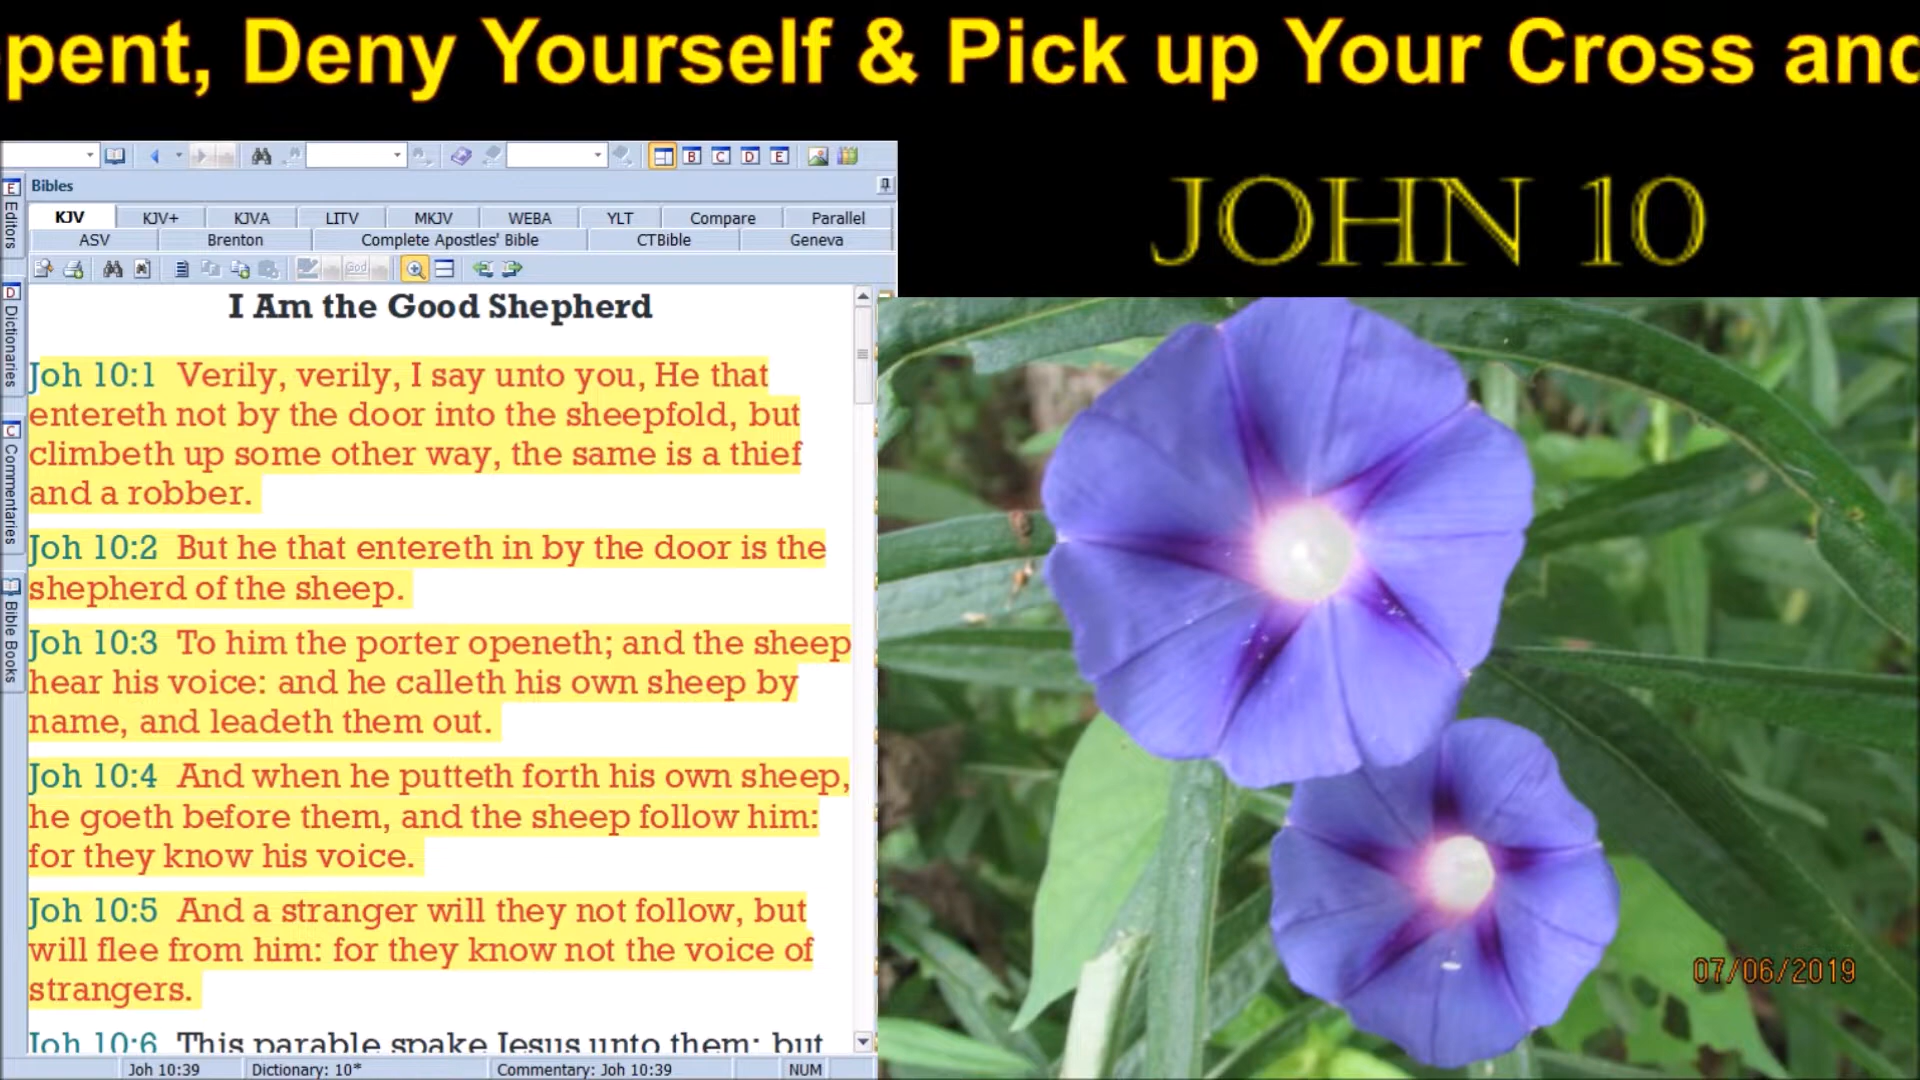 pent, Deny Yourself & Pick up Your Cross and
JOHN 10
Bibles
KJV KJV+ KJVA LITV MKJV WEBA YLT Compare Parallel
ASV Brenton Complete Apostles' Bible CTBible Geneva
B C D E
God
E Editors
D Dictionaries
C Commentaries
Bible Books
I Am the Good Shepherd
Joh 10:1 Verily, verily, I say unto you, He that
entereth not by the door into the sheepfold, but
climbeth up some other way, the same is a thief
and a robber.
Joh 10:2 But he that entereth in by the door is the
shepherd of the sheep.
Joh 10:3 To him the porter openeth; and the sheep
hear his voice: and he calleth his own sheep by
name, and leadeth them out.
Joh 10:4 And when he putteth forth his own sheep,
he goeth before them, and the sheep follow him:
for they know his voice.
Joh 10:5 And a stranger will they not follow, but
will flee from him: for they know not the voice of
strangers.
Joh 10:6 This parable spake Jesus unto them: but
Joh 10:39 Dictionary: 10* Commentary: Joh 10:39 NUM
07/06/2019